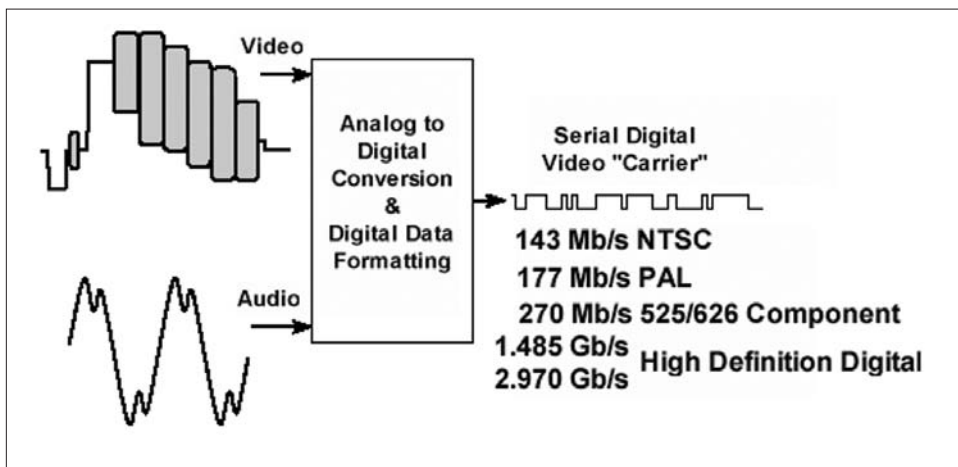 Video
Analog to
Digital
Conversion
&
Digital Data
Formatting
Audio
Serial Digital
Video "Carrier"
143 Mb/s NTSC
177 Mb/s PAL
270 Mb/s 525/626 Component
1.485 Gb/s
2.970 Gb/s
High Definition Digital